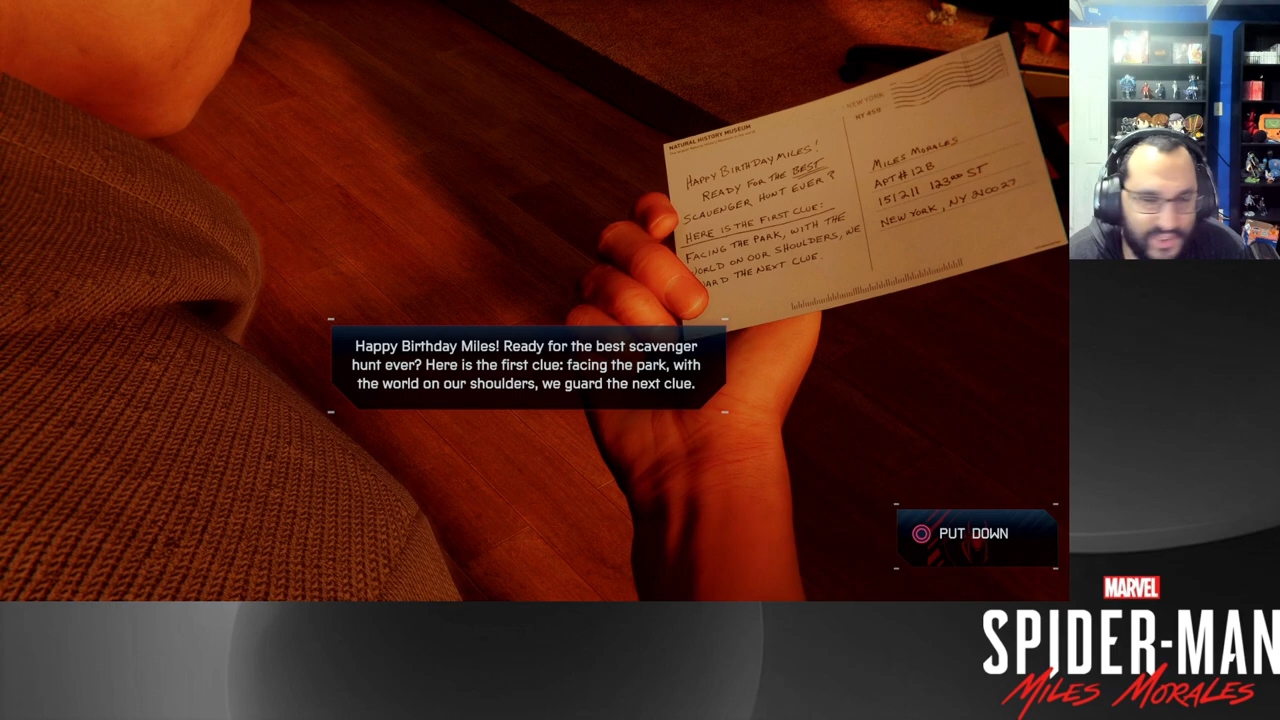 NATURAL HISTORY MUSEUM
NEW YORK
HAPPY BIRTHDAY MILES!
READY FOR THE BEST
SCAVENGER HUNT EVER?
HERE IS THE FIRST CLUE:
FACING THE PARK, WITH THE
WORLD ON OUR SHOULDERS, WE
THE NEXT CLUE.
MILES MORALES
APT# 12B
151211 123RD ST
NEW YORK, NY 210027
Happy Birthday Miles! Ready for the best scavenger
hunt ever? Here is the first clue: facing the park, with
the world on our shoulders, we guard the next clue.
PUT DOWN
MARVEL
SPIDER-MAN
MILES MORALES